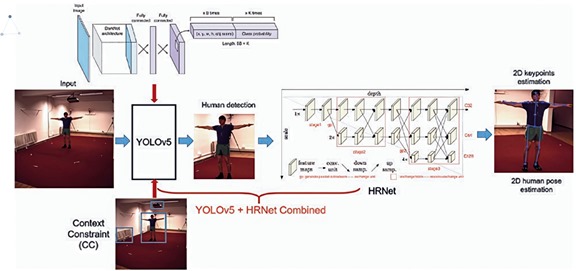 Input
Image
DarkNet
architecture
Fully
connected
Fully
connected
x B times
x K times
(x, y, w, h, obj score)
Class probability
Length: 5B + K
Input
YOLOv5
Human detection
depth
scale
1×
2×
4×
stage1
stage2
stage3
feature
maps
conv.
unit
down
samp.
up
samp.
HRNet
2D keypoints
estimation
2D human pose
estimation
YOLOv5 + HRNet Combined
Context
Constraint
(CC)